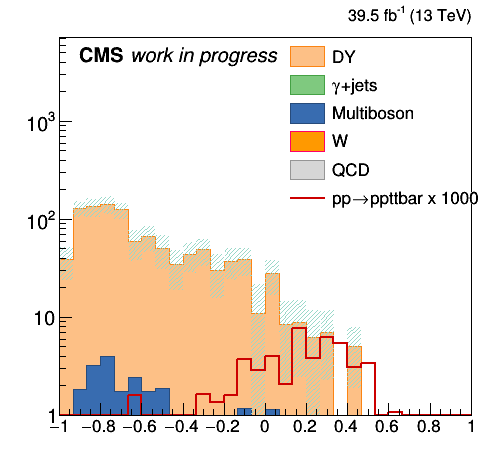 39.5 fb⁻¹ (13 TeV)
CMS work in progress
DY
γ+jets
Multiboson
W
QCD
pp→ppttbar x 1000
10³
10²
10
1
−1 −0.8 −0.6 −0.4 −0.2 0 0.2 0.4 0.6 0.8 1